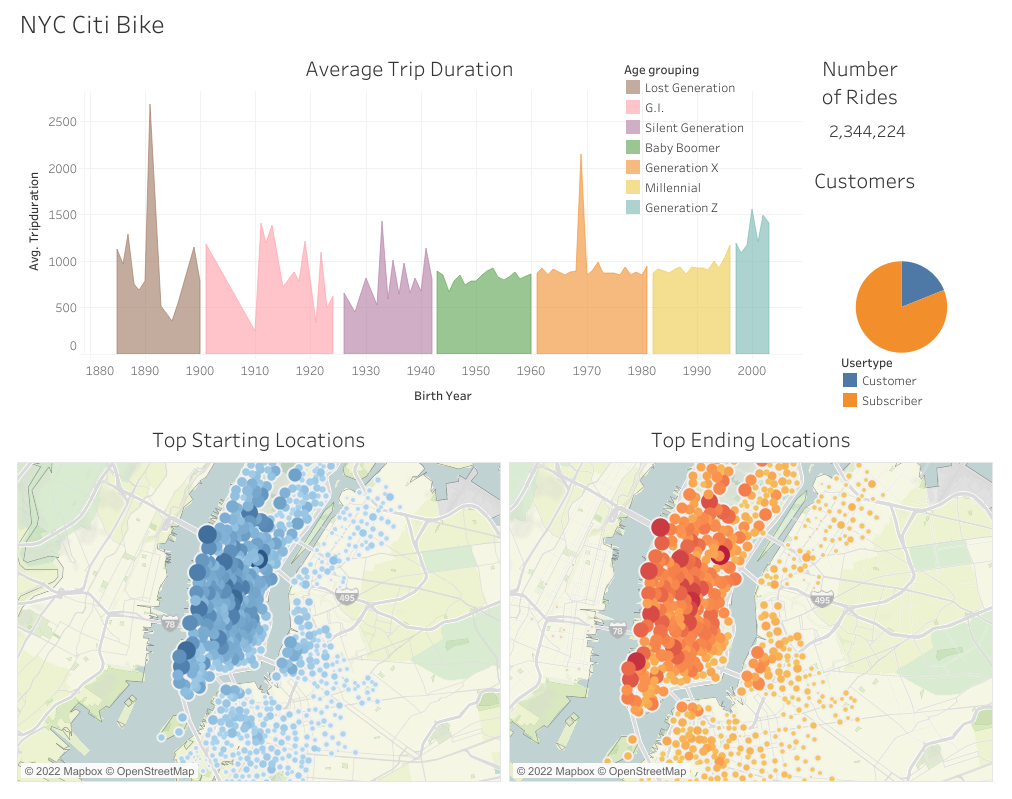 NYC Citi Bike
Average Trip Duration
Age grouping
Lost Generation
G.I.
Silent Generation
Baby Boomer
Generation X
Millennial
Generation Z
Avg. Tripduration
2500
2000
1500
1000
500
0
1880 1890 1900 1910 1920 1930 1940 1950 1960 1970 1980 1990 2000
Birth Year
Number
of Rides
2,344,224
Customers
Usertype
Customer
Subscriber
Top Starting Locations
495
78
© 2022 Mapbox © OpenStreetMap
Top Ending Locations
495
78
© 2022 Mapbox © OpenStreetMap